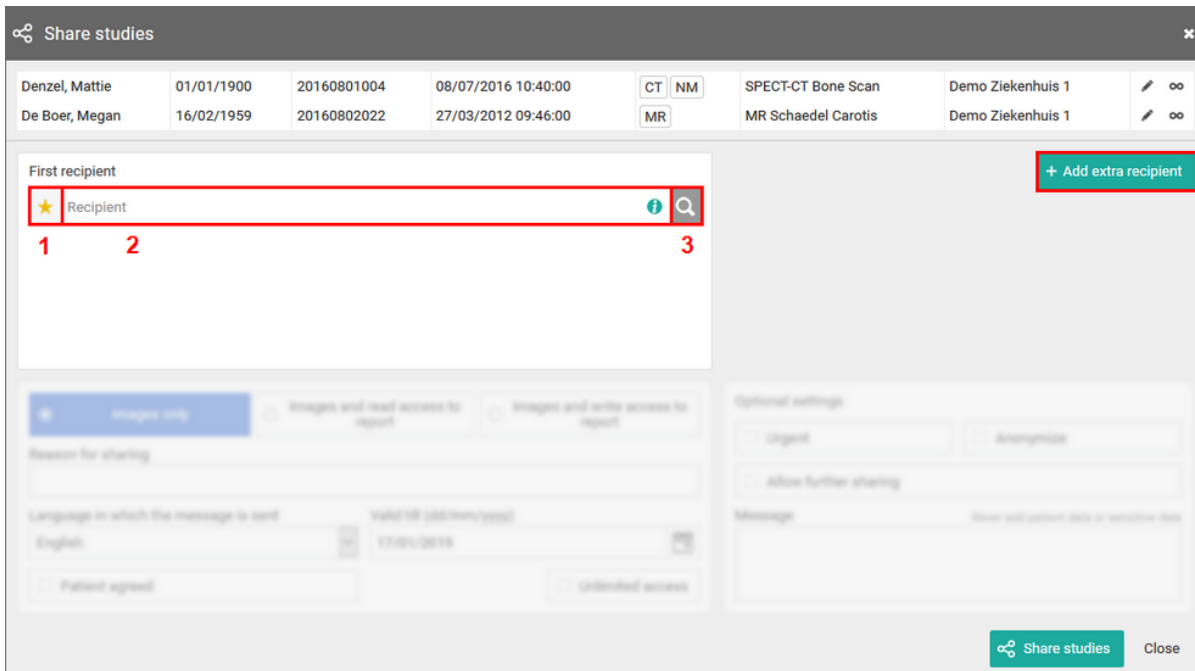 Share studies
Denzel, Mattie 01/01/1900 20160801004 08/07/2016 10:40:00 CT NM SPECT-CT Bone Scan Demo Ziekenhuis 1
De Boer, Megan 16/02/1959 20160802022 27/03/2012 09:46:00 MR MR Schaedel Carotis Demo Ziekenhuis 1
First recipient
+ Add extra recipient
Recipient
1 2 3
Images only
Images and read access to report
Images and write access to report
Optional settings
Urgent Anonymize
Reason for sharing
Allow further sharing
Language in which the message is sent Valid till (dd/mm/yyyy)
Message Never add patient data or sensitive data
English 17/01/2019
Patient agreed Unlimited access
Share studies Close